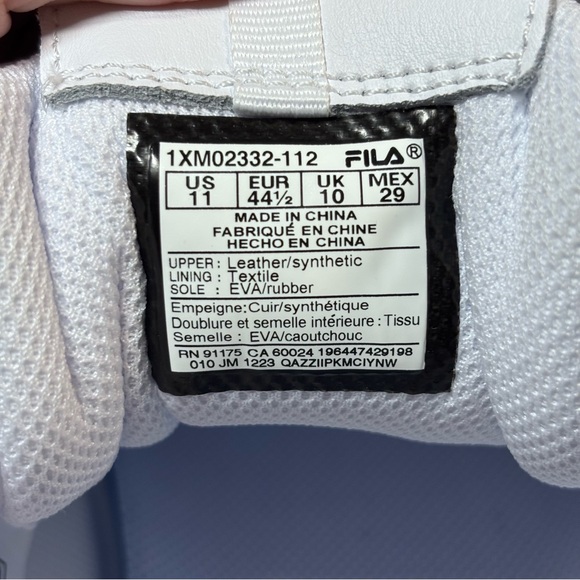 1XM02332-112 FILA®
US EUR UK MEX
11 44½ 10 29
MADE IN CHINA
FABRIQUÉ EN CHINE
HECHO EN CHINA
UPPER : Leather/synthetic
LINING : Textile
SOLE : EVA/rubber
Empeigne:Cuir/synthétique
Doublure et semelle intérieure : Tissu
Semelle : EVA/caoutchouc
RN 91175 CA 60024 196447429198
010 JM 1223 QAZZIIPKMCIYNW